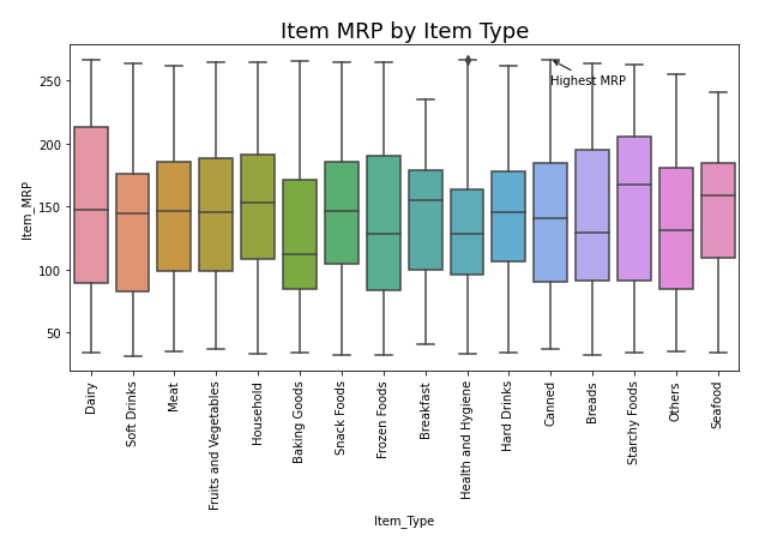 Item MRP by Item Type
Highest MRP
Item_MRP
250
200
150
100
50
Dairy
Soft Drinks
Meat
Fruits and Vegetables
Household
Baking Goods
Snack Foods
Frozen Foods
Breakfast
Health and Hygiene
Hard Drinks
Canned
Breads
Starchy Foods
Others
Seafood
Item_Type